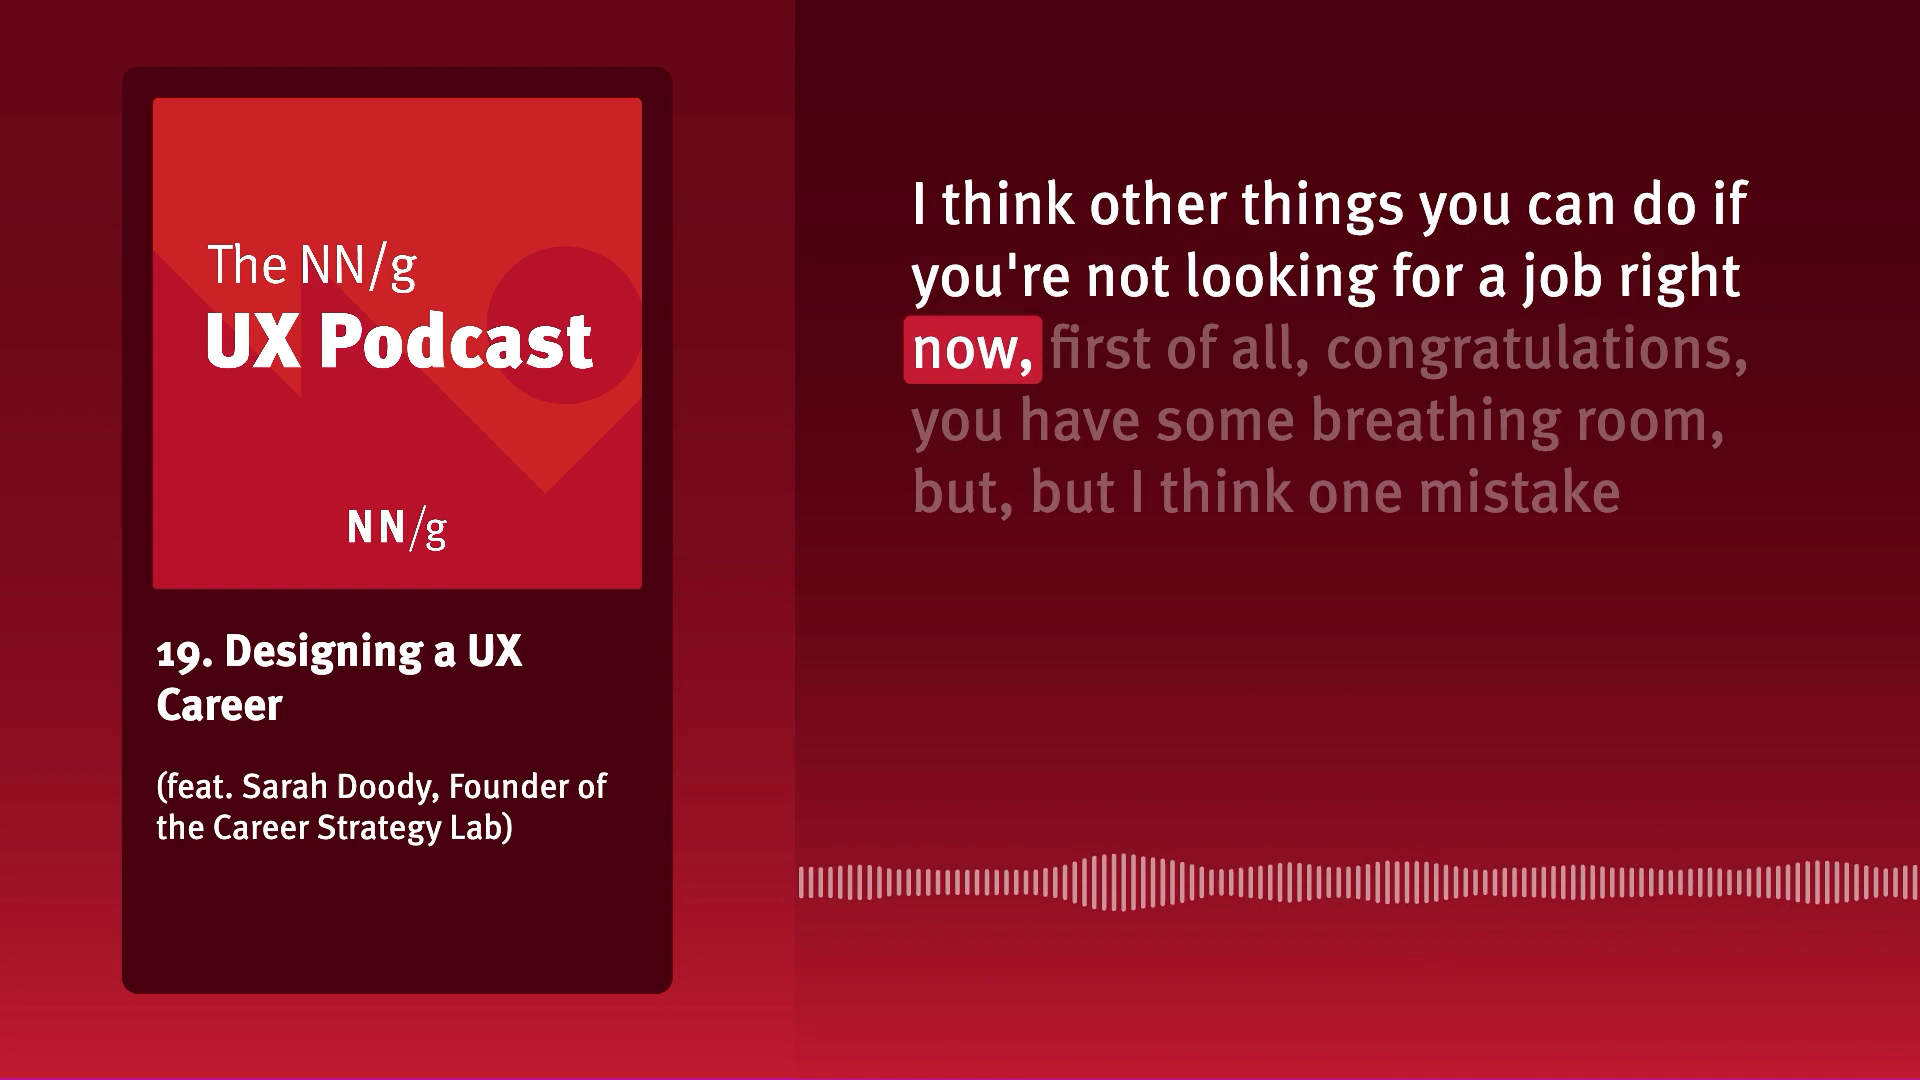 The NN/g
UX Podcast
NN/g
19. Designing a UX
Career
(feat. Sarah Doody, Founder of
the Career Strategy Lab)
I think other things you can do if
you're not looking for a job right
now, first of all, congratulations,
you have some breathing room,
but, but I think one mistake